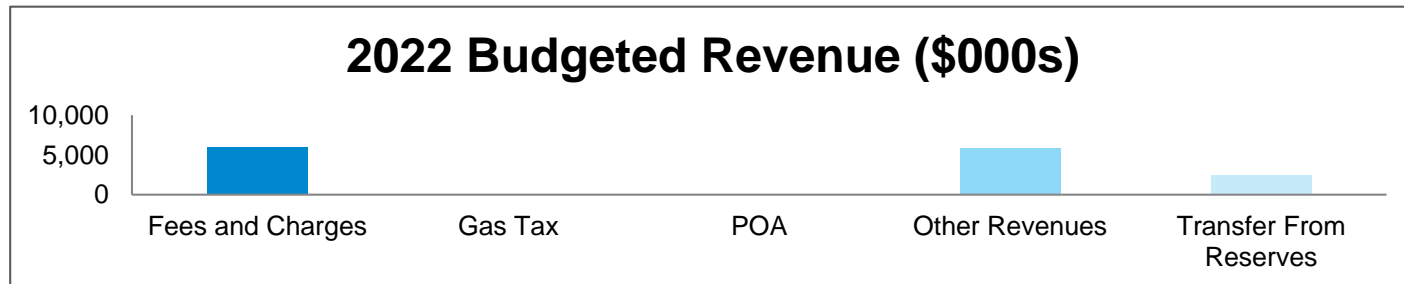 2022 Budgeted Revenue ($000s)
10,000
5,000
0
Fees and Charges
Gas Tax
POA
Other Revenues
Transfer From
Reserves